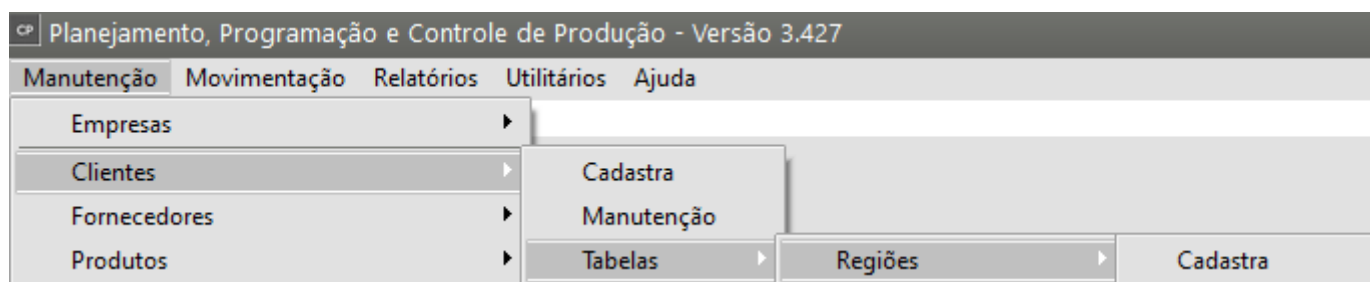 CP Planejamento, Programação e Controle de Produção - Versão 3.427
Manutenção Movimentação Relatórios Utilitários Ajuda
Empresas
Clientes Cadastra
Fornecedores Manutenção
Produtos Tabelas Regiões Cadastra